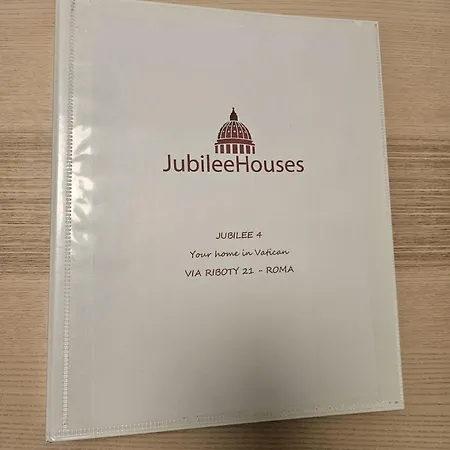 JubileeHouses
JUBILEE 4
Your home in Vatican
VIA RIBOTY 21 - ROMA